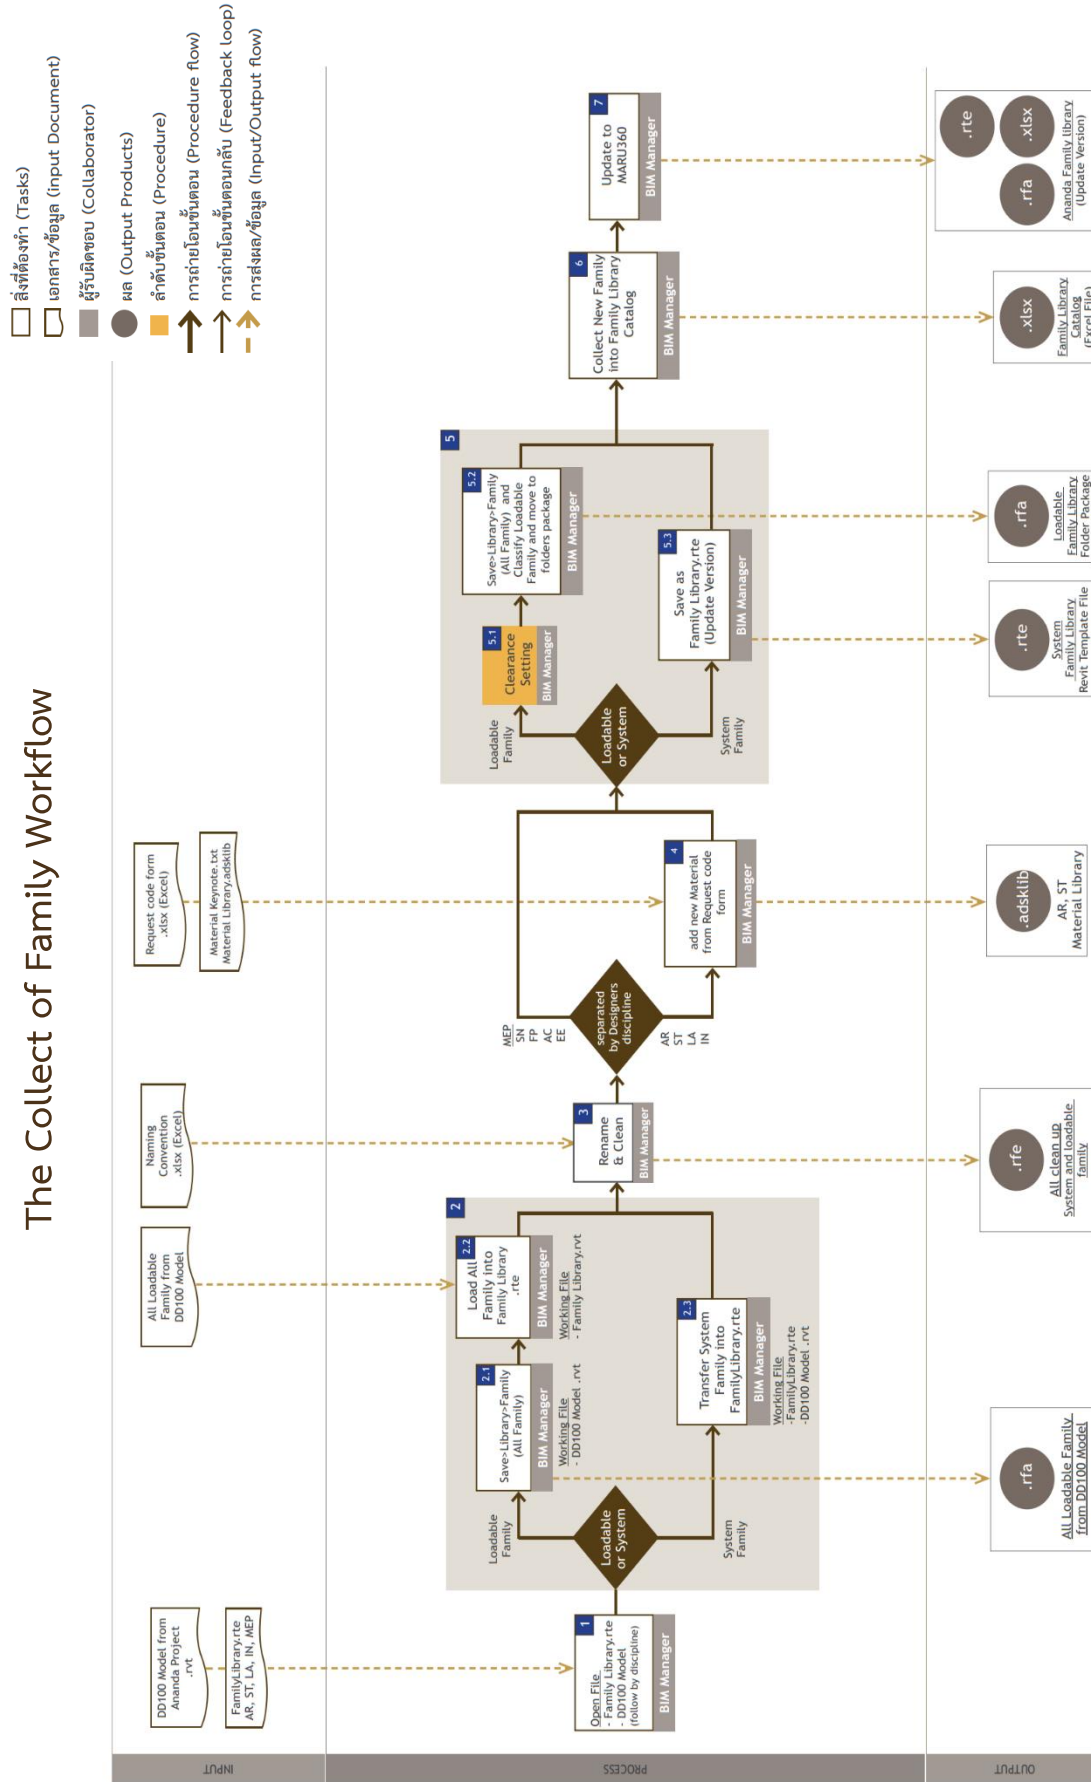 The Collect of Family Workflow
สิ่งที่ต้องทำ (Tasks)
เอกสาร/ข้อมูล (input Document)
ผู้รับผิดชอบ (Collaborator)
ผล (Output Products)
ลำดับขั้นตอน (Procedure)
การถ่ายโอนขั้นตอน (Procedure flow)
การถ่ายโอนขั้นตอนกลับ (Feedback loop)
การส่งผล/ข้อมูล (Input/Output flow)
INPUT
DD100 Model from
Ananda Project
.rvt
FamilyLibrary.rte
AR, ST, LA, IN, MEP
All Loadable
Family from
DD100 Model
Naming
Convention
.xlsx (Excel)
Request code form
.xlsx (Excel)
Material Keynote.txt
Material Library.adsklib
PROCESS
1
Open File
- Family Library.rte
- DD100 Model
(follow by discipline)
BIM Manager
2
Loadable
or System
Loadable
Family
System
Family
2.1
Save>Library>Family
(All Family)
BIM Manager
Working File
- DD100 Model .rvt
2.2
Load All
Family into
Family Library
.rte
BIM Manager
Working File
- Family Library.rvt
2.3
Transfer System
Family into
FamilyLibrary.rte
BIM Manager
Working File
-FamilyLibrary.rte
-DD100 Model .rvt
3
Rename
& Clean
BIM Manager
separated
by Designers
discipline
MEP
SN
FP
AC
EE
AR
ST
LA
IN
4
add new Material
from Request code
form
BIM Manager
5
Loadable
or System
Loadable
Family
System
Family
5.1
Clearance
Setting
BIM Manager
5.2
Save>Library>Family
(All Family) and
Classify Loadable
Family and move to
folders package
BIM Manager
5.3
Save as
Family Library.rte
(Update Version)
BIM Manager
6
Collect New Family
into Family Library
Catalog
BIM Manager
7
Update to
MARU360
BIM Manager
OUTPUT
.rfa
All Loadable Family
from DD100 Model
.rfe
All clean up
System and loadable
family
.adsklib
AR, ST
Material Library
.rte
System
Family Library
Revit Template File
.rfa
Loadable
Family Library
Folder Package
.xlsx
Family Library
Catalog
(Excel File)
.rte
.rfa
.xlsx
Ananda Family library
(Update Version)